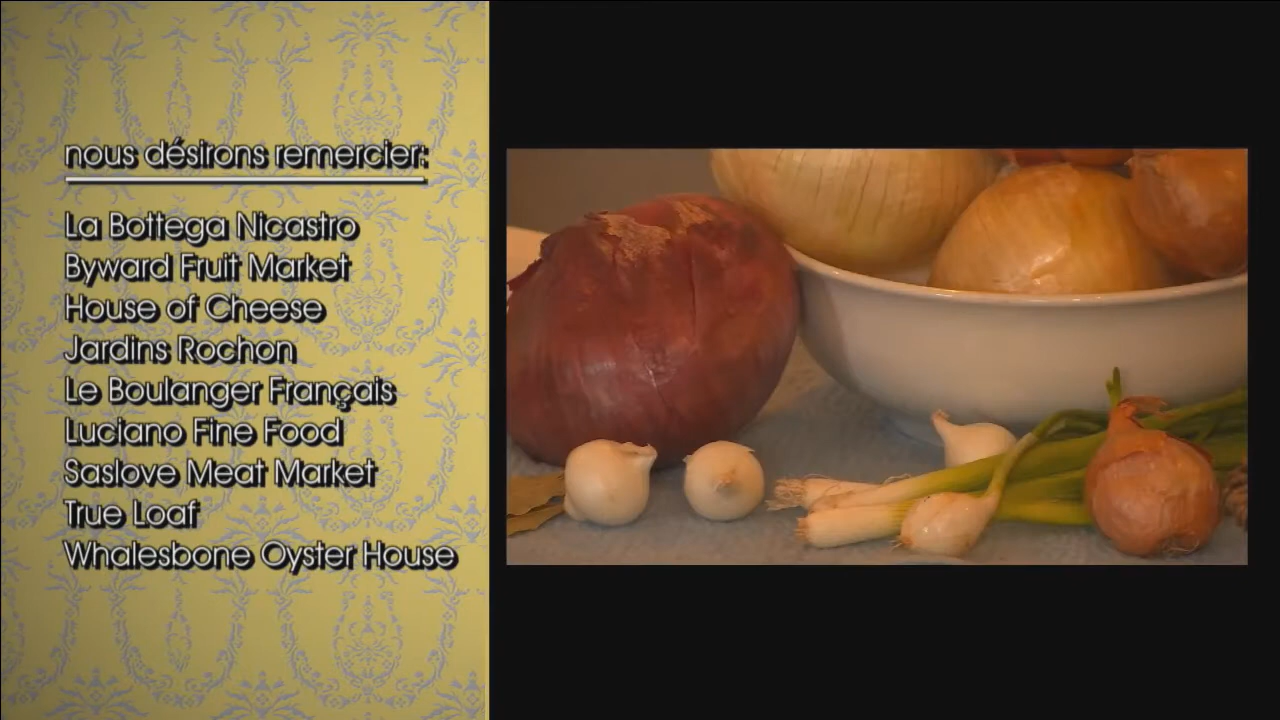 nous désirons remercier:
La Bottega Nicastro
Byward Fruit Market
House of Cheese
Jardins Rochon
Le Boulanger Français
Luciano Fine Food
Saslove Meat Market
True Loaf
Whalesbone Oyster House